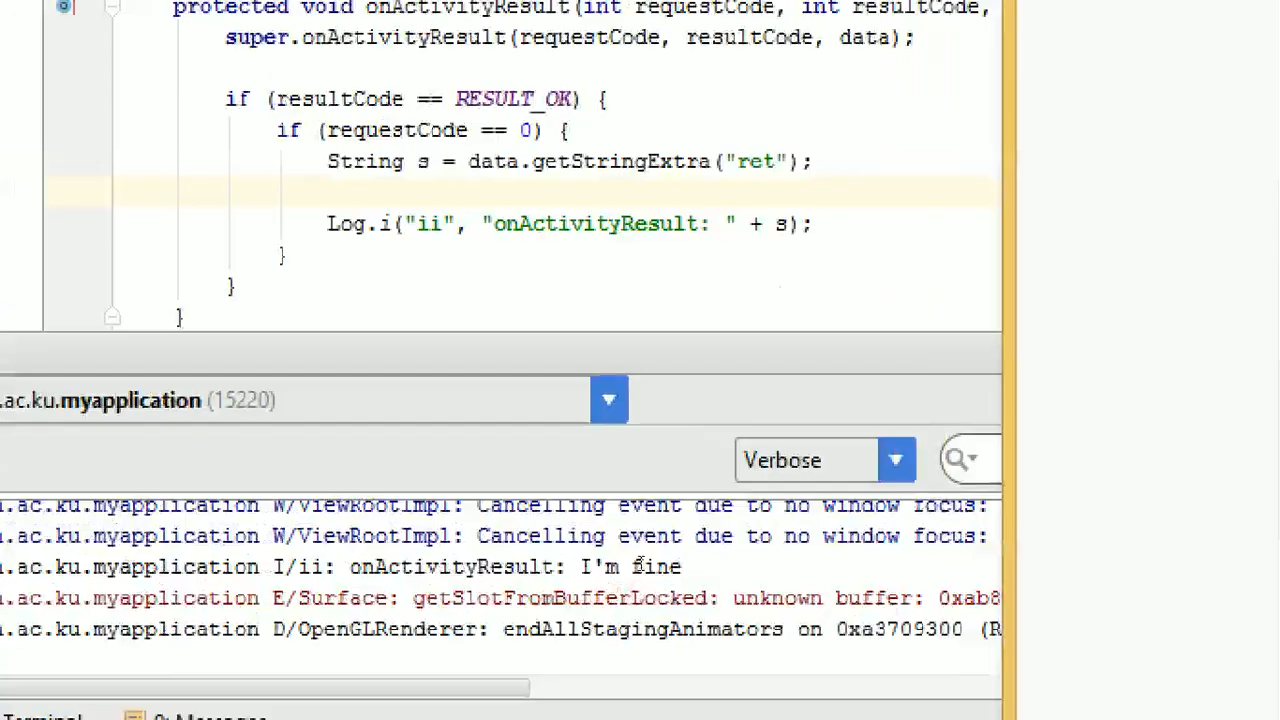 protected void onActivityResult(int requestCode, int resultCode,
super.onActivityResult(requestCode, resultCode, data);
if (resultCode == RESULT_OK) {
if (requestCode == 0) {
String s = data.getStringExtra("ret");
Log.i("ii", "onActivityResult: " + s);
}
}
}
.ac.ku.myapplication (15220)
Verbose
.ac.ku.myapplication W/ViewRootImpl: Cancelling event due to no window focus:
.ac.ku.myapplication W/ViewRootImpl: Cancelling event due to no window focus:
.ac.ku.myapplication I/ii: onActivityResult: I'm fine
.ac.ku.myapplication E/Surface: getSlotFromBufferLocked: unknown buffer: 0xab8
.ac.ku.myapplication D/OpenGLRenderer: endAllStagingAnimators on 0xa3709300 (R
Terminal 0: Messages